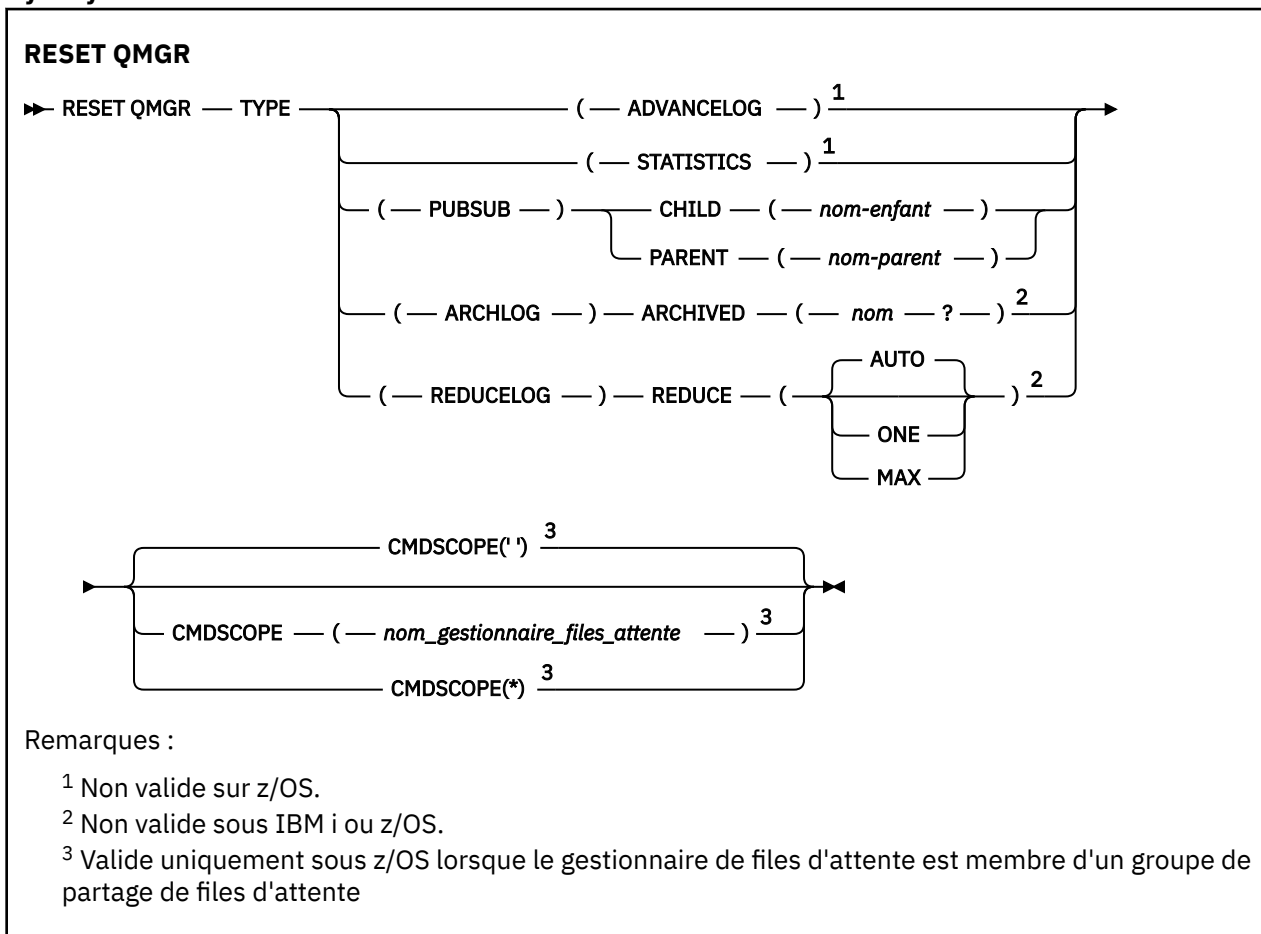 RESET QMGR
RESET QMGR — TYPE ( — ADVANCELOG — ) 1
( — STATISTICS — ) 1
( — PUBSUB — ) CHILD — ( — nom-enfant — )
PARENT — ( — nom-parent — )
( — ARCHLOG — ) — ARCHIVED — ( — nom — ? — ) 2
AUTO
( — REDUCELOG — ) — REDUCE — ( — ) 2
ONE
MAX
CMDSCOPE(' ') 3
CMDSCOPE — ( — nom_gestionnaire_files_attente — ) 3
CMDSCOPE(*) 3
Remarques :
1 Non valide sur z/OS.
2 Non valide sous IBM i ou z/OS.
3 Valide uniquement sous z/OS lorsque le gestionnaire de files d'attente est membre d'un groupe de
partage de files d'attente